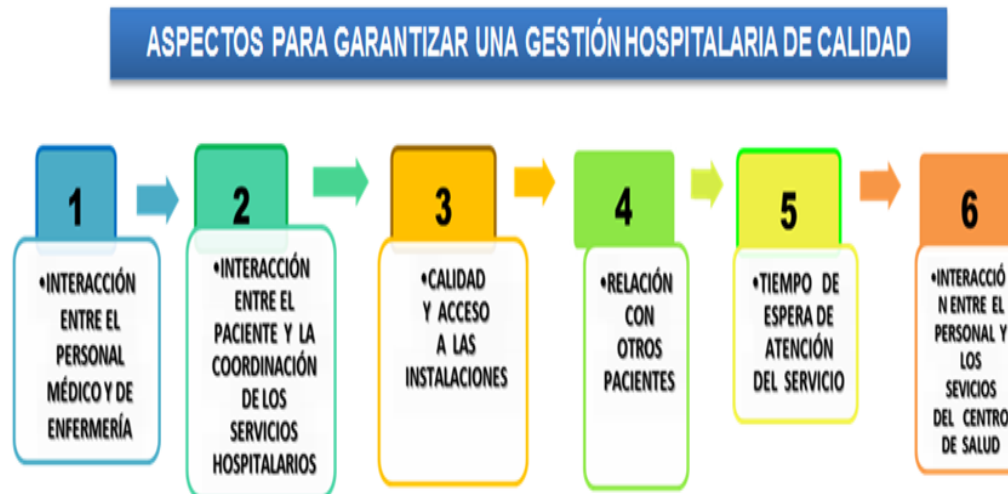 ASPECTOS PARA GARANTIZAR UNA GESTIÓN HOSPITALARIA DE CALIDAD
1
•INTERACCIÓN
ENTRE EL
PERSONAL
MÉDICO Y DE
ENFERMERÍA
2
•INTERACCIÓN
ENTRE EL
PACIENTE Y LA
COORDINACIÓN
DE LOS
SERVICIOS
HOSPITALARIOS
3
•CALIDAD
Y ACCESO
A LAS
INSTALACIONES
4
•RELACIÓN
CON
OTROS
PACIENTES
5
•TIEMPO DE
ESPERA DE
ATENCIÓN
DEL SERVICIO
6
•INTERACCIÓ
N ENTRE EL
PERSONAL Y
LOS
SEVICIOS
DEL CENTRO
DE SALUD